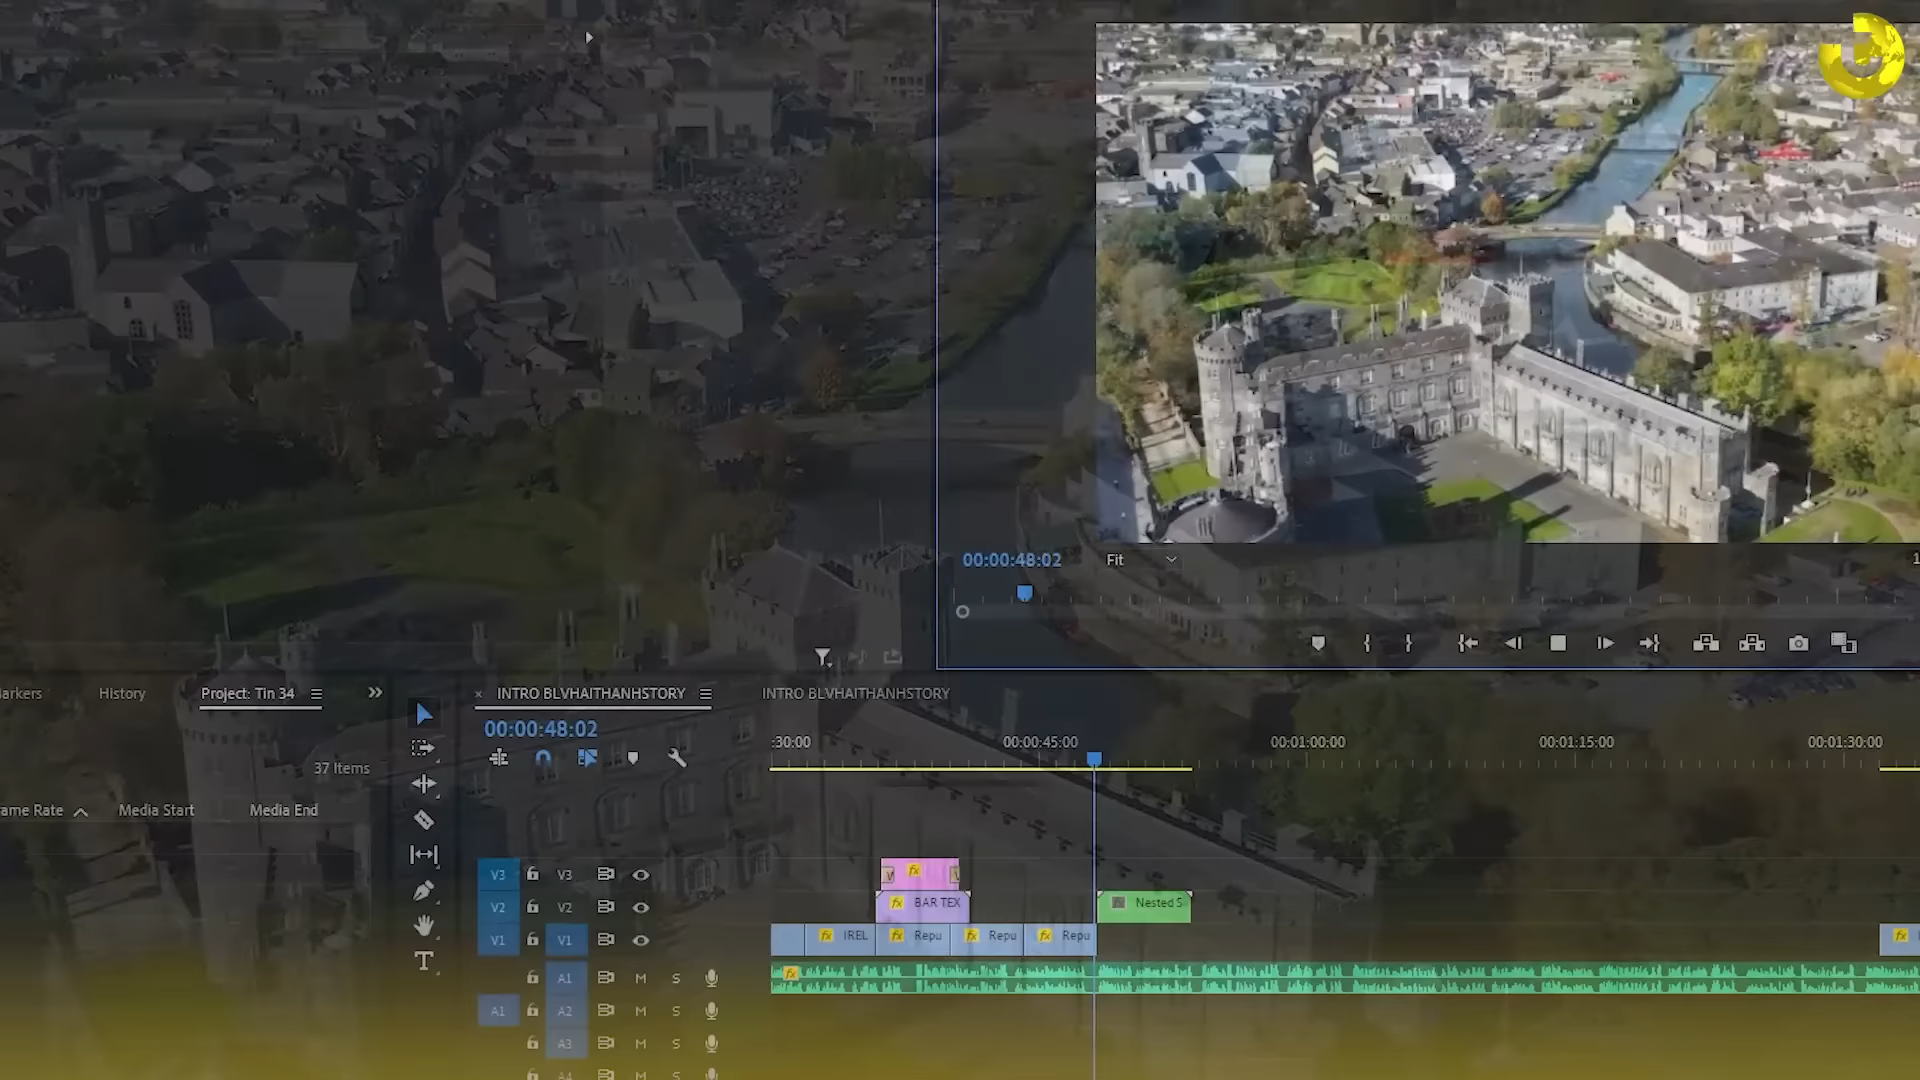 00:00:48:02
Fit
History
Project: Tin 34
INTRO BLVHAITHANHSTORY
INTRO BLVHAITHANHSTORY
00:00:48:02
:30:00
00:00:45:00
00:01:00:00
00:01:15:00
00:01:30:00
37 Items
Media Start
Media End
V3 V3
V2 V2 BAR TEX Nested S
V1 V1 IREL Repu Repu Repu
A1 M S
A1 A2 M S
A3 M S
A4 M S